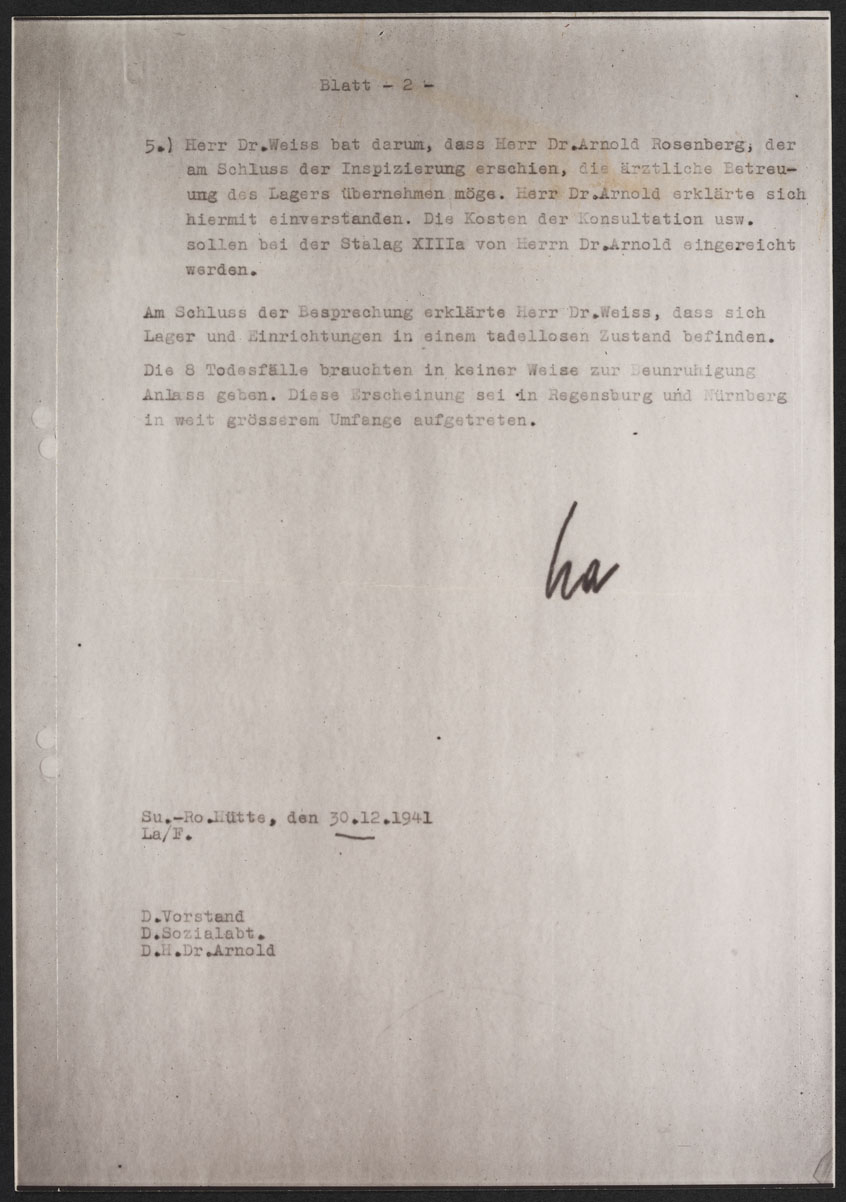 Blatt - 2 -
5.) Herr Dr.Weiss bat darum, dass Herr Dr.Arnold Rosenberg, der
am Schluss der Inspizierung erschien, die ärztliche Betreu-
ung des Lagers übernehmen möge. Herr Dr.Arnold erklärte sich
hiermit einverstanden. Die Kosten der Konsultation usw.
sollen bei der Stalag XIIIa von Herrn Dr.Arnold eingereicht
werden.
Am Schluss der Besprechung erklärte Herr Dr.Weiss, dass sich
Lager und Einrichtungen in einem tadellosen Zustand befinden.
Die 8 Todesfälle brauchten in keiner Weise zur Beunruhigung
Anlass geben. Diese Erscheinung sei in Regensburg und Nürnberg
in weit grösserem Umfange aufgetreten.
Su.-Ro.Hütte, den 30.12.1941
La/F.
D.Vorstand
D.Sozialabt.
D.H.Dr.Arnold